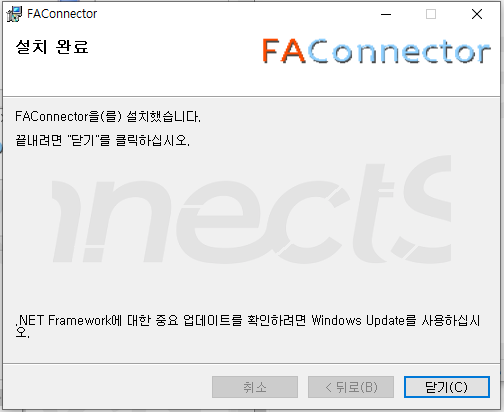 FAConnector
설치 완료
FAConnector
FAConnector을(를) 설치했습니다.
끝내려면 "닫기"를 클릭하십시오.
nnectS
.NET Framework에 대한 중요 업데이트를 확인하려면 Windows Update를 사용하십시
오.
취소
< 뒤로(B)
닫기(C)